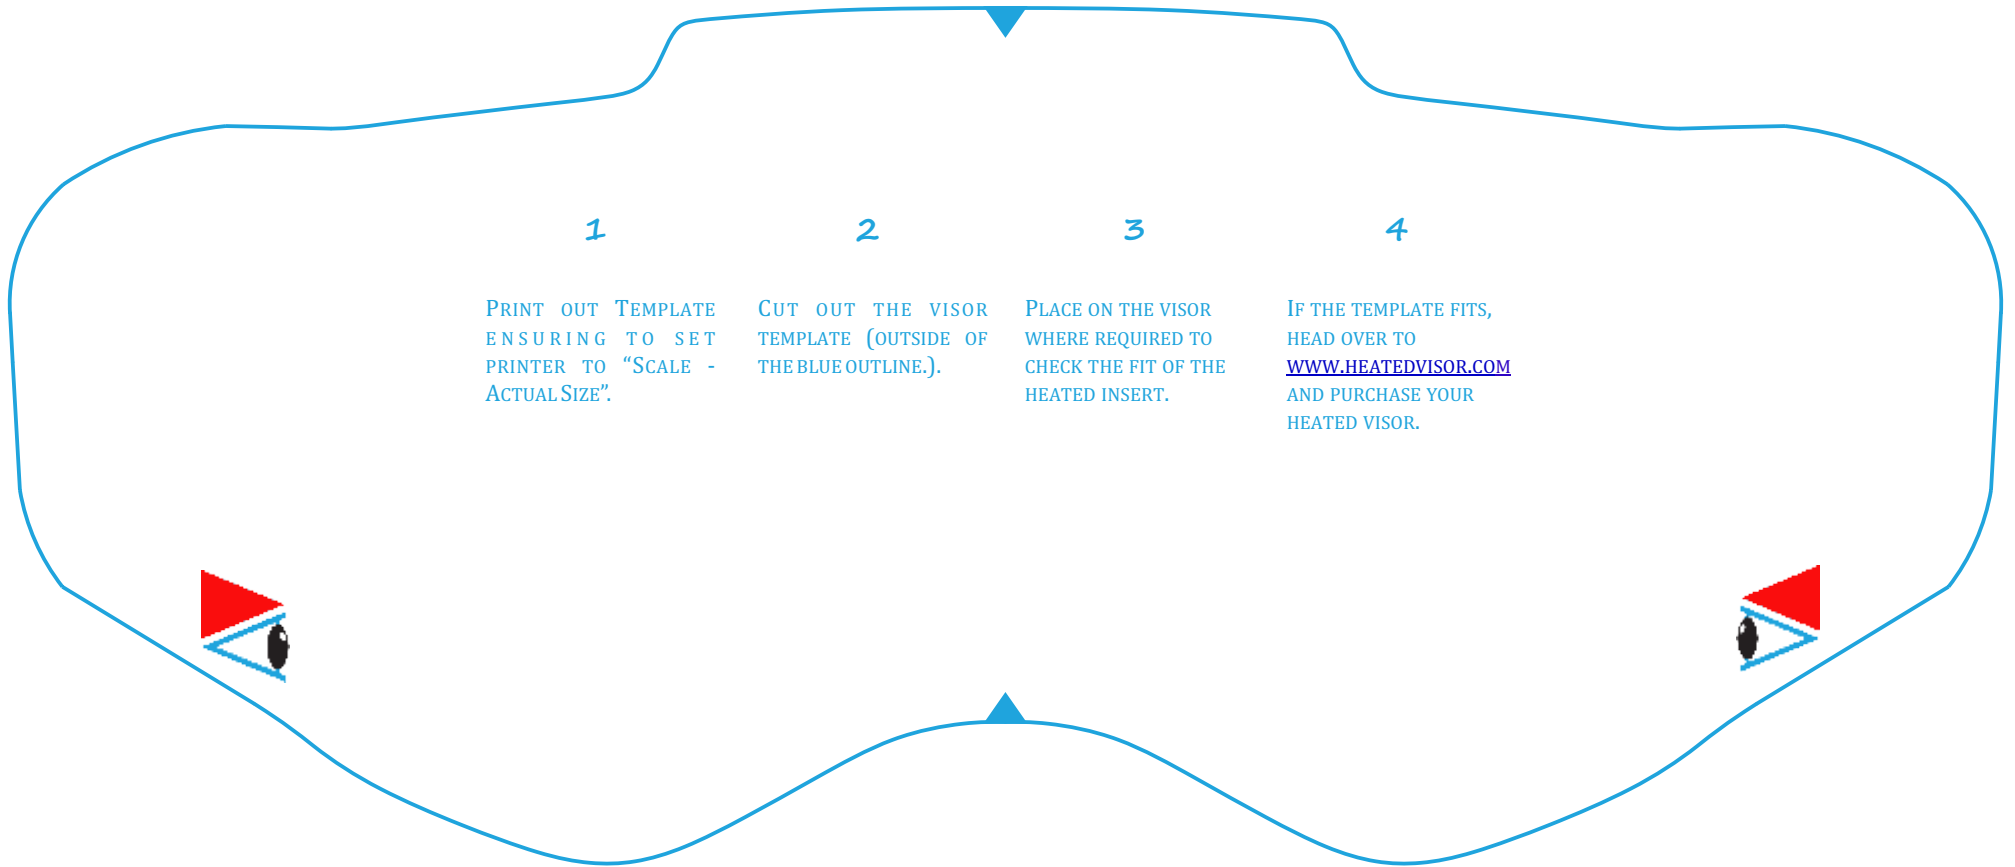 1
Print out Template
ensuring to set
printer to “Scale -
Actual Size”.
2
Cut out the visor
template (outside of
the blue outline.).
3
Place on the visor
where required to
check the fit of the
heated insert.
4
If the template fits,
head over to
www.heatedvisor.com
and purchase your
heated visor.